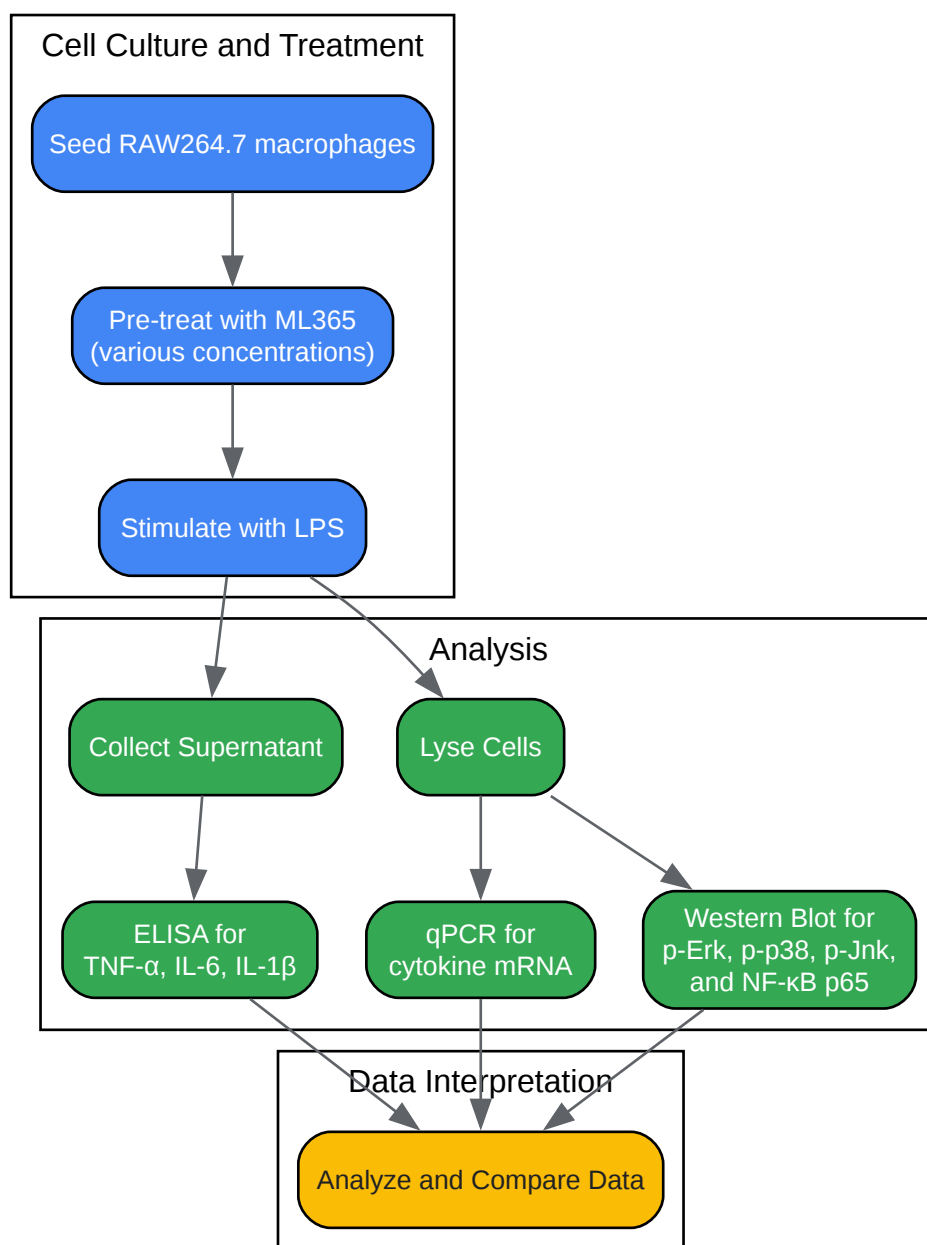 Cell Culture and Treatment
Seed RAW264.7 macrophages
Pre-treat with ML365
(various concentrations)
Stimulate with LPS
Analysis
Collect Supernatant
Lyse Cells
ELISA for
TNF-α, IL-6, IL-1β
qPCR for
cytokine mRNA
Western Blot for
p-Erk, p-p38, p-Jnk,
and NF-κB p65
Data Interpretation
Analyze and Compare Data